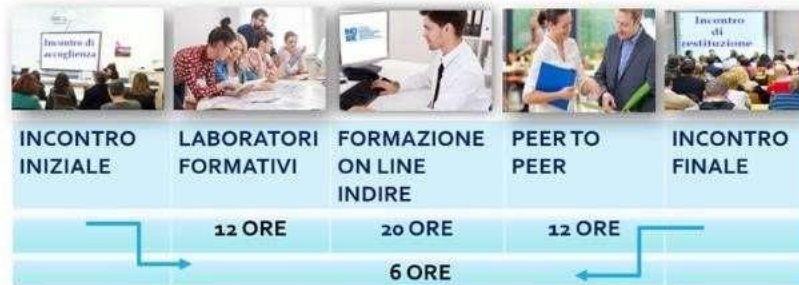 Incontro di
accoglienza
Incontro
di
restituzione
INCONTRO
INIZIALE
LABORATORI
FORMATIVI
FORMAZIONE
ON LINE
INDIRE
PEER TO
PEER
INCONTRO
FINALE
12 ORE
20 ORE
12 ORE
6 ORE